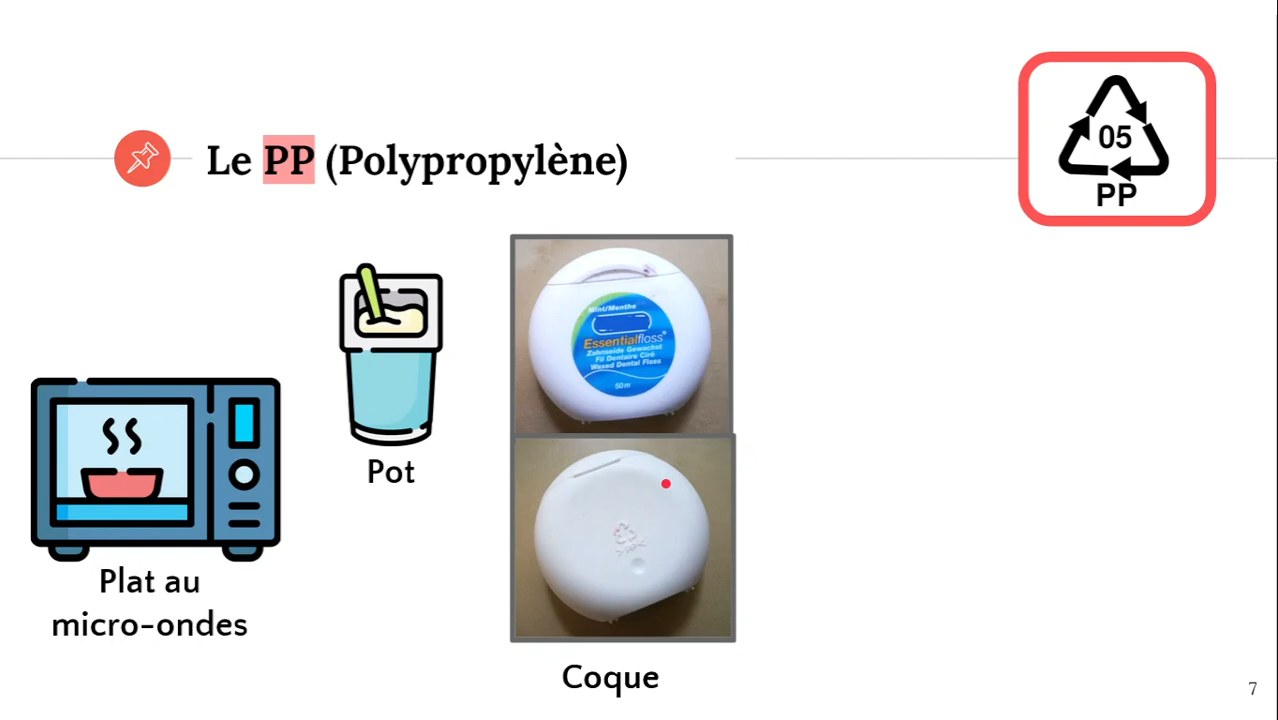 Le PP (Polypropylène)
05
PP
Mint/Menthe
Essentialfloss®
Zahnseide Gewachst
Fil Dentaire Ciré
Waxed Dental Floss
50m
Pot
Plat au
micro-ondes
Coque
7